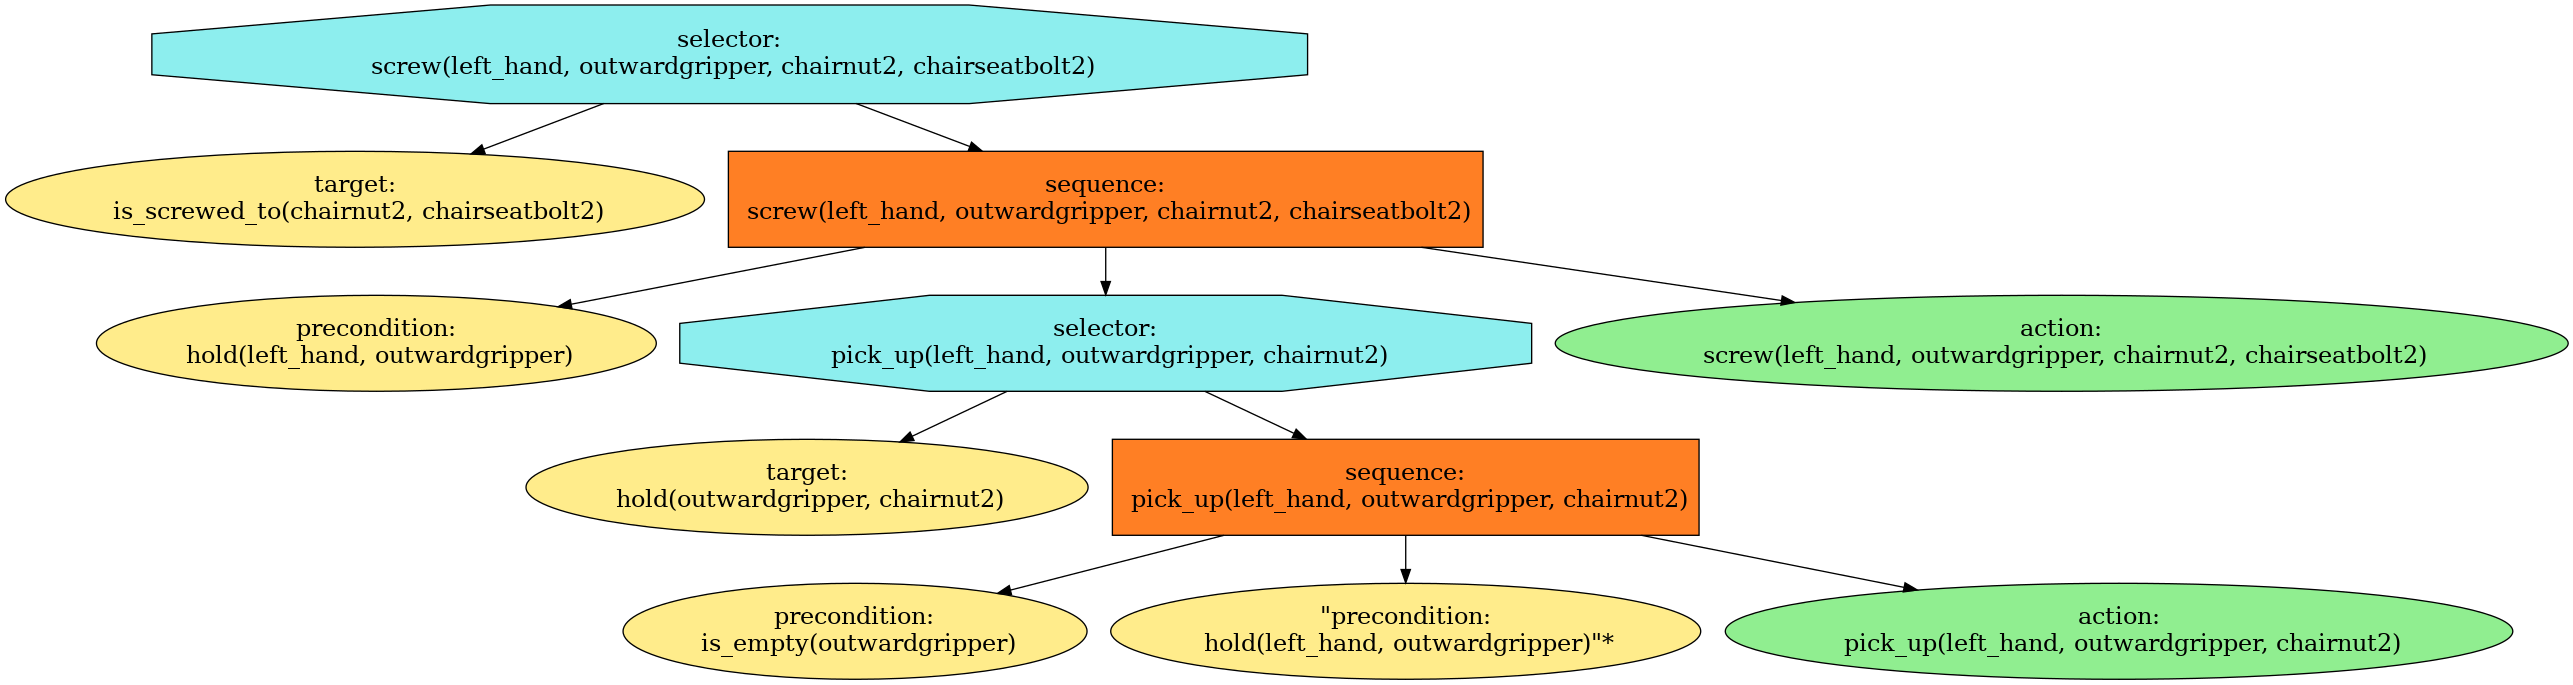 selector:
screw(left_hand, outwardgripper, chairnut2, chairseatbolt2)
target:
is_screwed_to(chairnut2, chairseatbolt2)
sequence:
screw(left_hand, outwardgripper, chairnut2, chairseatbolt2)
precondition:
hold(left_hand, outwardgripper)
selector:
pick_up(left_hand, outwardgripper, chairnut2)
action:
screw(left_hand, outwardgripper, chairnut2, chairseatbolt2)
target:
hold(outwardgripper, chairnut2)
sequence:
pick_up(left_hand, outwardgripper, chairnut2)
precondition:
is_empty(outwardgripper)
"precondition:
hold(left_hand, outwardgripper)"*
action:
pick_up(left_hand, outwardgripper, chairnut2)